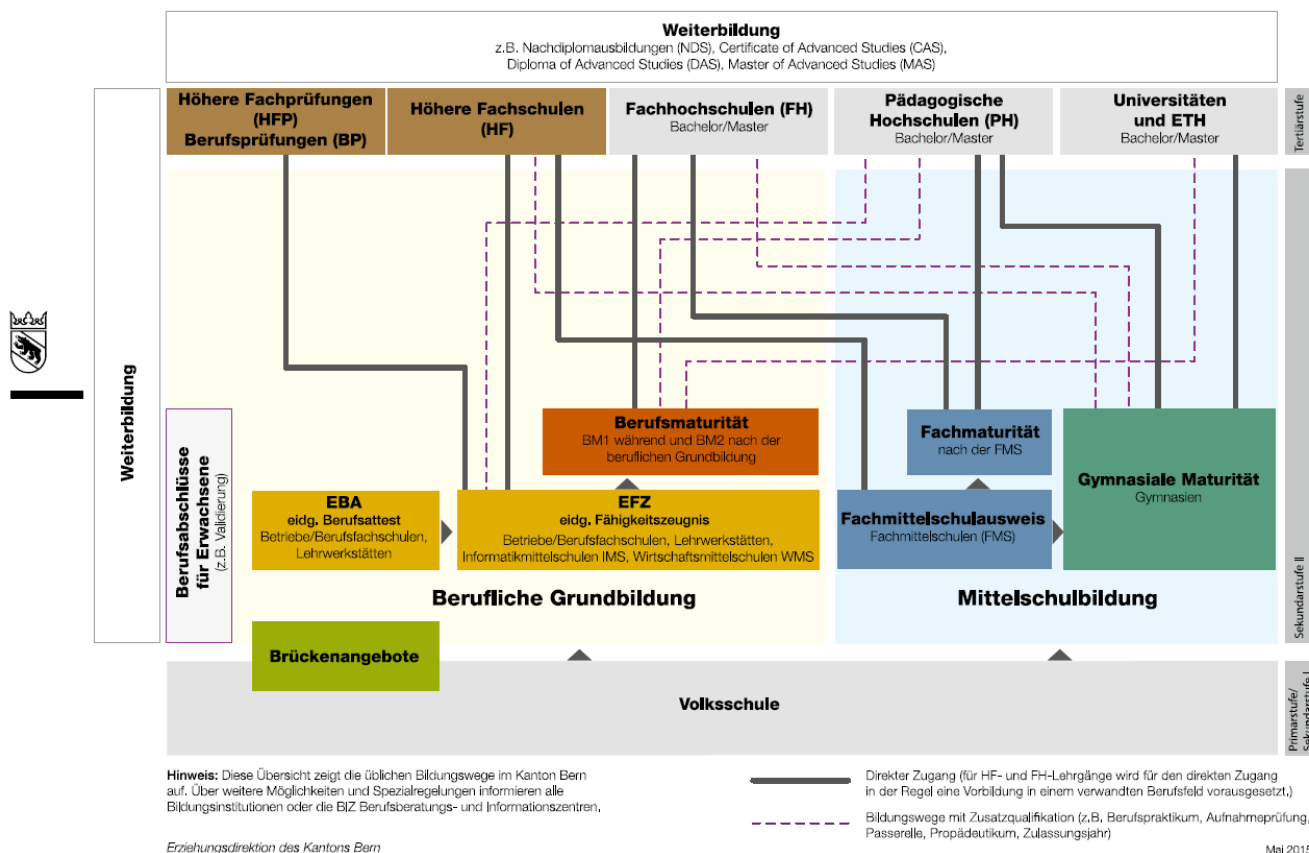 Weiterbildung
z.B. Nachdiplomausbildungen (NDS), Certificate of Advanced Studies (CAS),
Diploma of Advanced Studies (DAS), Master of Advanced Studies (MAS)
Weiterbildung
Höhere Fachprüfungen
(HFP)
Berufsprüfungen (BP)
Höhere Fachschulen
(HF)
Fachhochschulen (FH)
Bachelor/Master
Pädagogische
Hochschulen (PH)
Bachelor/Master
Universitäten
und ETH
Bachelor/Master
Tertiärstufe
Berufsmaturität
BM1 während und BM2 nach der
beruflichen Grundbildung
Fachmaturität
nach der FMS
Gymnasiale Maturität
Gymnasien
Berufsabschlüsse
für Erwachsene
(z.B. Validierung)
EBA
eidg. Berufsattest
Betriebe/Berufsfachschulen,
Lehrwerkstätten
EFZ
eidg. Fähigkeitszeugnis
Betriebe/Berufsfachschulen, Lehrwerkstätten,
Informatikmittelschulen IMS, Wirtschaftsmittelschulen WMS
Fachmittelschulausweis
Fachmittelschulen (FMS)
Berufliche Grundbildung
Mittelschulbildung
Sekundarstufe II
Brückenangebote
Volksschule
Primarstufe/
Sekundarstufe I
Hinweis: Diese Übersicht zeigt die üblichen Bildungswege im Kanton Bern
auf. Über weitere Möglichkeiten und Spezialregelungen informieren alle
Bildungsinstitutionen oder die BIZ Berufsberatungs- und Informationszentren.
Direkter Zugang (für HF- und FH-Lehrgänge wird für den direkten Zugang
in der Regel eine Vorbildung in einem verwandten Berufsfeld vorausgesetzt.)
Bildungswege mit Zusatzqualifikation (z.B. Berufspraktikum, Aufnahmeprüfung,
Passerelle, Propädeutikum, Zulassungsjahr)
Erziehungsdirektion des Kantons Bern
Mai 2015